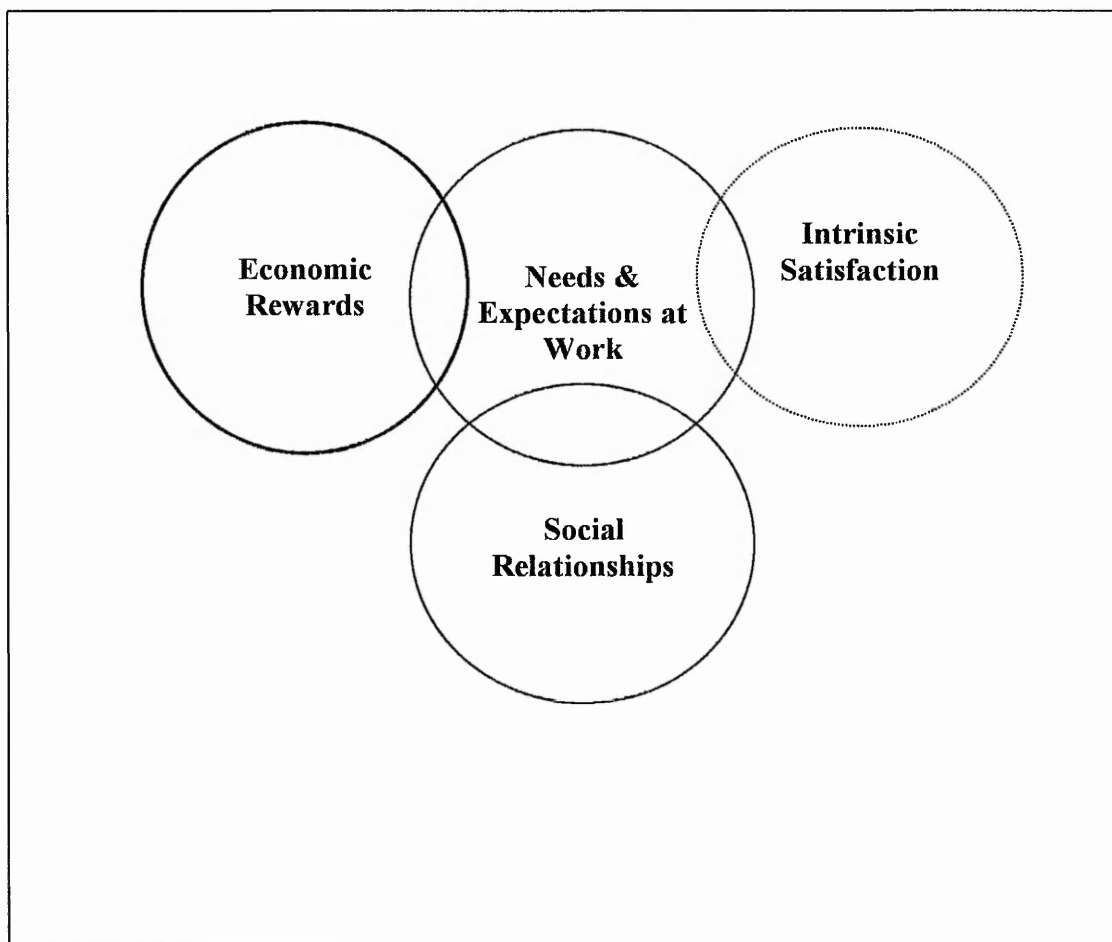 Economic
Rewards
Needs &
Expectations at
Work
Intrinsic
Satisfaction
Social
Relationships